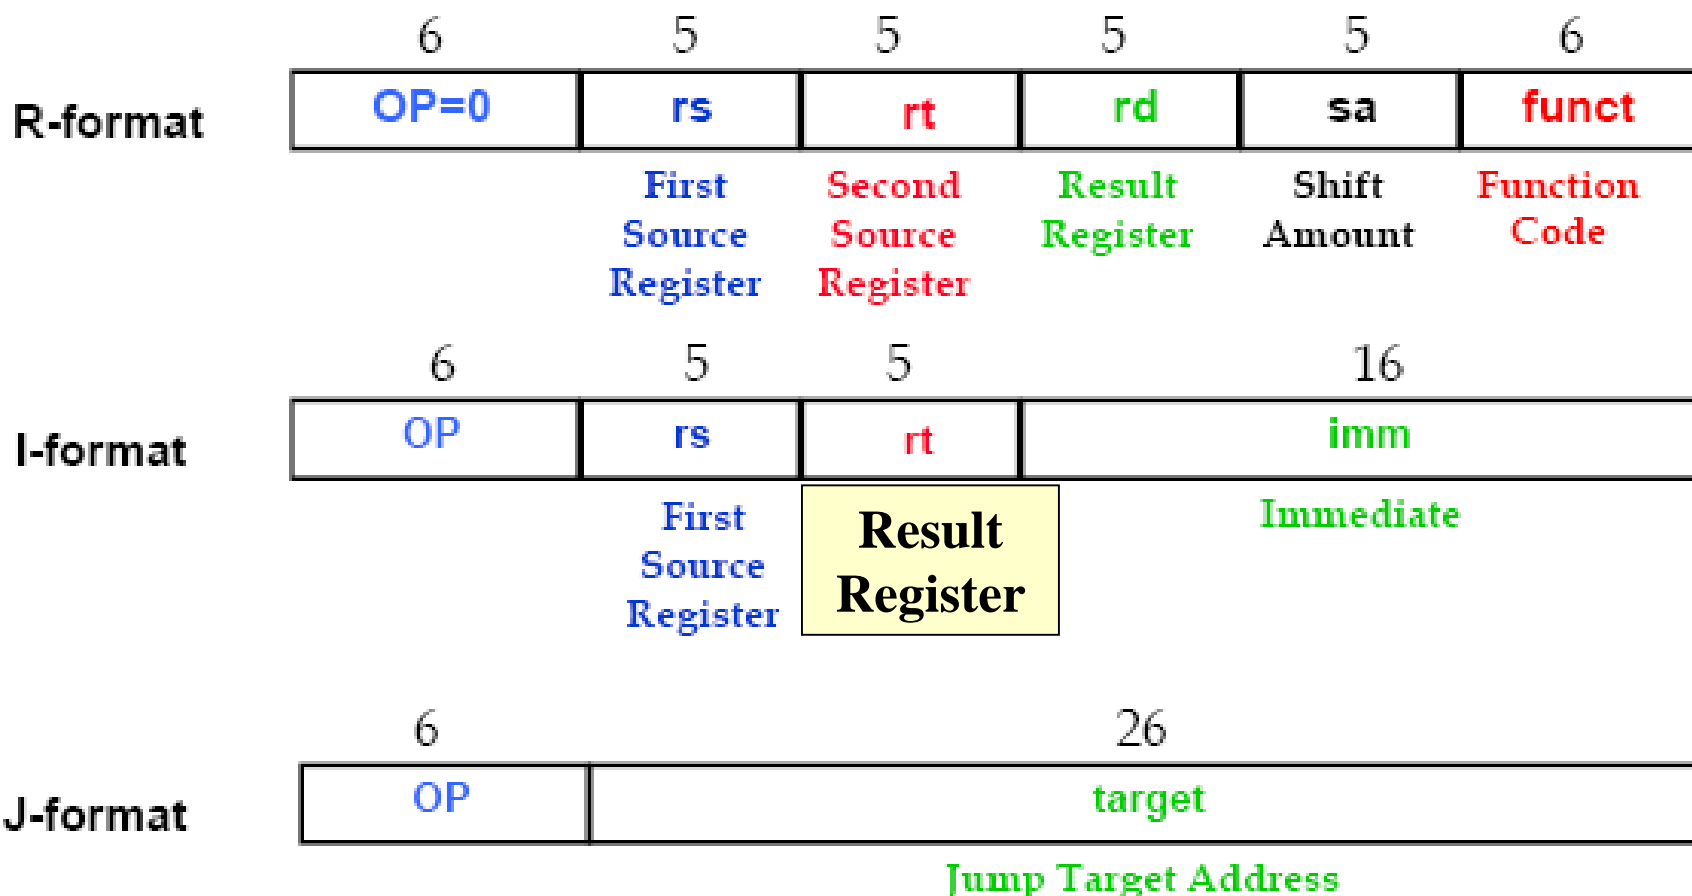 6 5 5 5 5 6
R-format OP=0 rs rt rd sa funct
First Second Result Shift Function
Source Source Register Amount Code
Register Register
6 5 5 16
I-format OP rs rt imm
First Result Immediate
Source Register
Register
6 26
J-format OP target
Jump Target Address